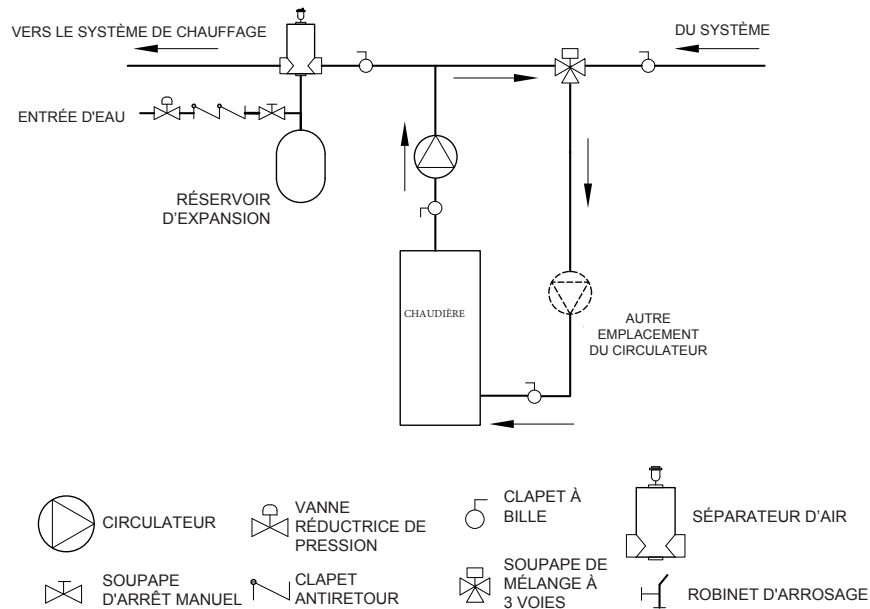 VERS LE SYSTÈME DE CHAUFFAGE
DU SYSTÈME
ENTRÉE D'EAU
RÉSERVOIR
D'EXPANSION
CHAUDIÈRE
AUTRE
EMPLACEMENT
DU CIRCULATEUR
CIRCULATEUR
VANNE
RÉDUCTRICE DE
PRESSION
CLAPET À
BILLE
SÉPARATEUR D'AIR
SOUPAPE
D'ARRÊT MANUEL
CLAPET
ANTIRETOUR
SOUPAPE DE
MÉLANGE À
3 VOIES
ROBINET D'ARROSAGE